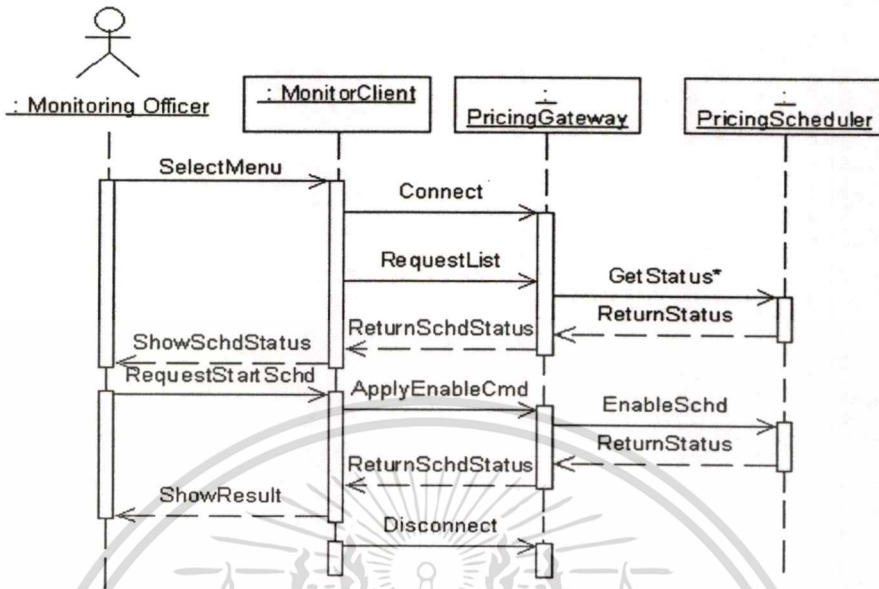 : Monitoring Officer
: MonitorClient
:
PricingGateway
:
PricingScheduler
SelectMenu
Connect
RequestList
GetStatus*
ReturnStatus
ReturnSchdStatus
ShowSchdStatus
RequestStartSchd
ApplyEnableCmd
EnableSchd
ReturnStatus
ReturnSchdStatus
ShowResult
Disconnect